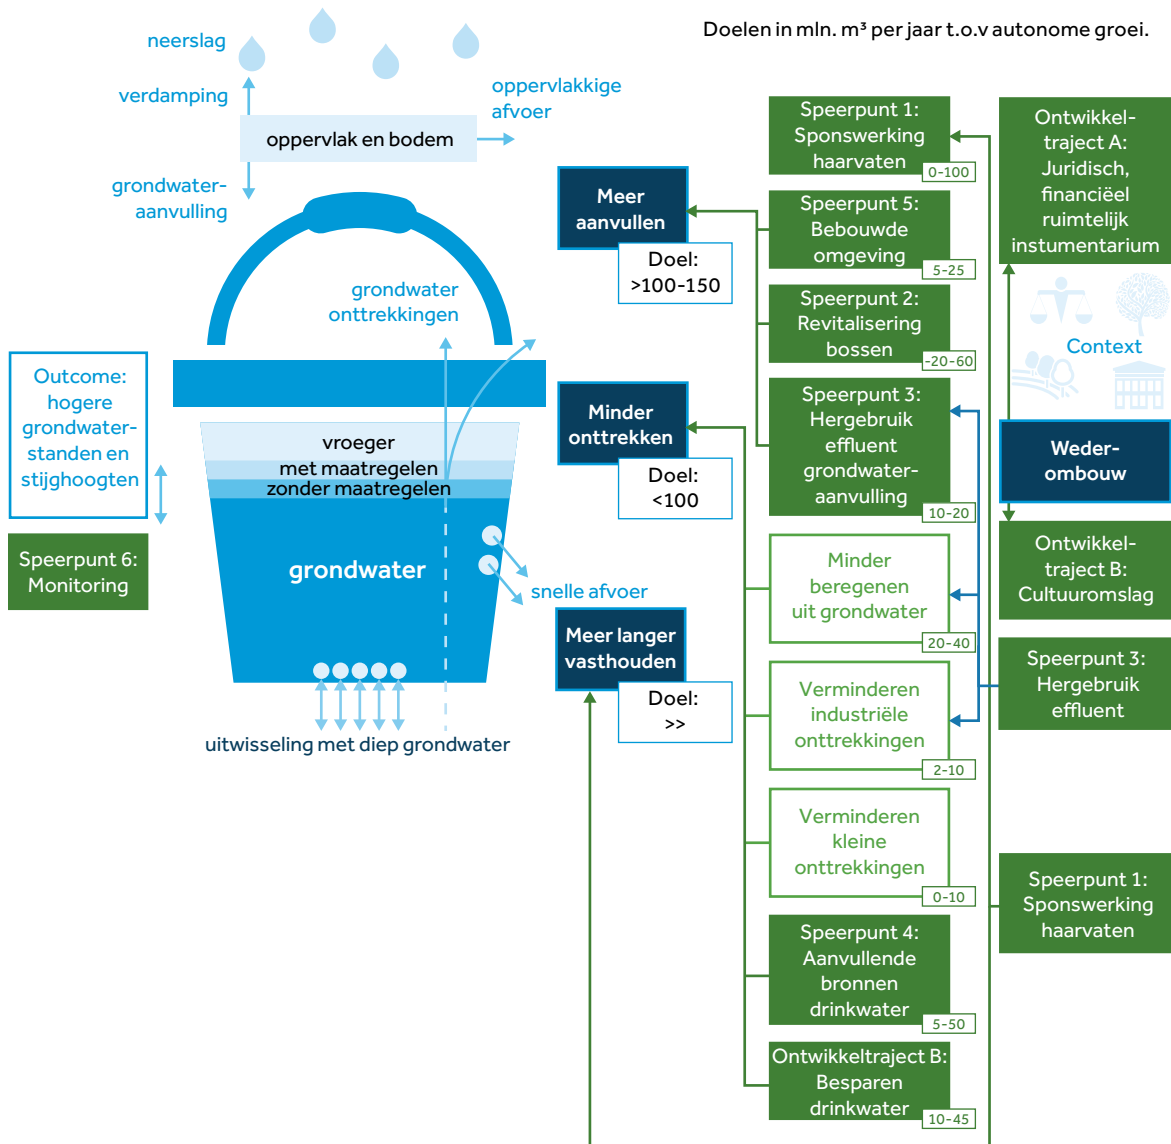 Doelen in mln. m³ per jaar t.o.v autonome groei.
neerslag
verdamping
oppervlakkige
afvoer
oppervlak en bodem
grondwater-
aanvulling
grondwater
onttrekkingen
Outcome:
hogere
grondwater-
standen en
stijghoogten
Speerpunt 6:
Monitoring
vroeger
met maatregelen
zonder maatregelen
grondwater
snelle afvoer
uitwisseling met diep grondwater
Meer
aanvullen
Doel:
>100-150
Minder
onttrekken
Doel:
<100
Meer langer
vasthouden
Doel:
>>
Speerpunt 1:
Sponswerking
haarvaten
0-100
Speerpunt 5:
Bebouwde
omgeving
5-25
Speerpunt 2:
Revitalisering
bossen
-20-60
Speerpunt 3:
Hergebruik
effluent
grondwater-
aanvulling
10-20
Minder
beregenen
uit grondwater
20-40
Verminderen
industriële
onttrekkingen
2-10
Verminderen
kleine
onttrekkingen
0-10
Speerpunt 4:
Aanvullende
bronnen
drinkwater
5-50
Ontwikkeltraject B:
Besparen
drinkwater
10-45
Ontwikkel-
traject A:
Juridisch,
financiëel
ruimtelijk
instumentarium
Context
Weder-
ombouw
Ontwikkel-
traject B:
Cultuuromslag
Speerpunt 3:
Hergebruik
effluent
Speerpunt 1:
Sponswerking
haarvaten